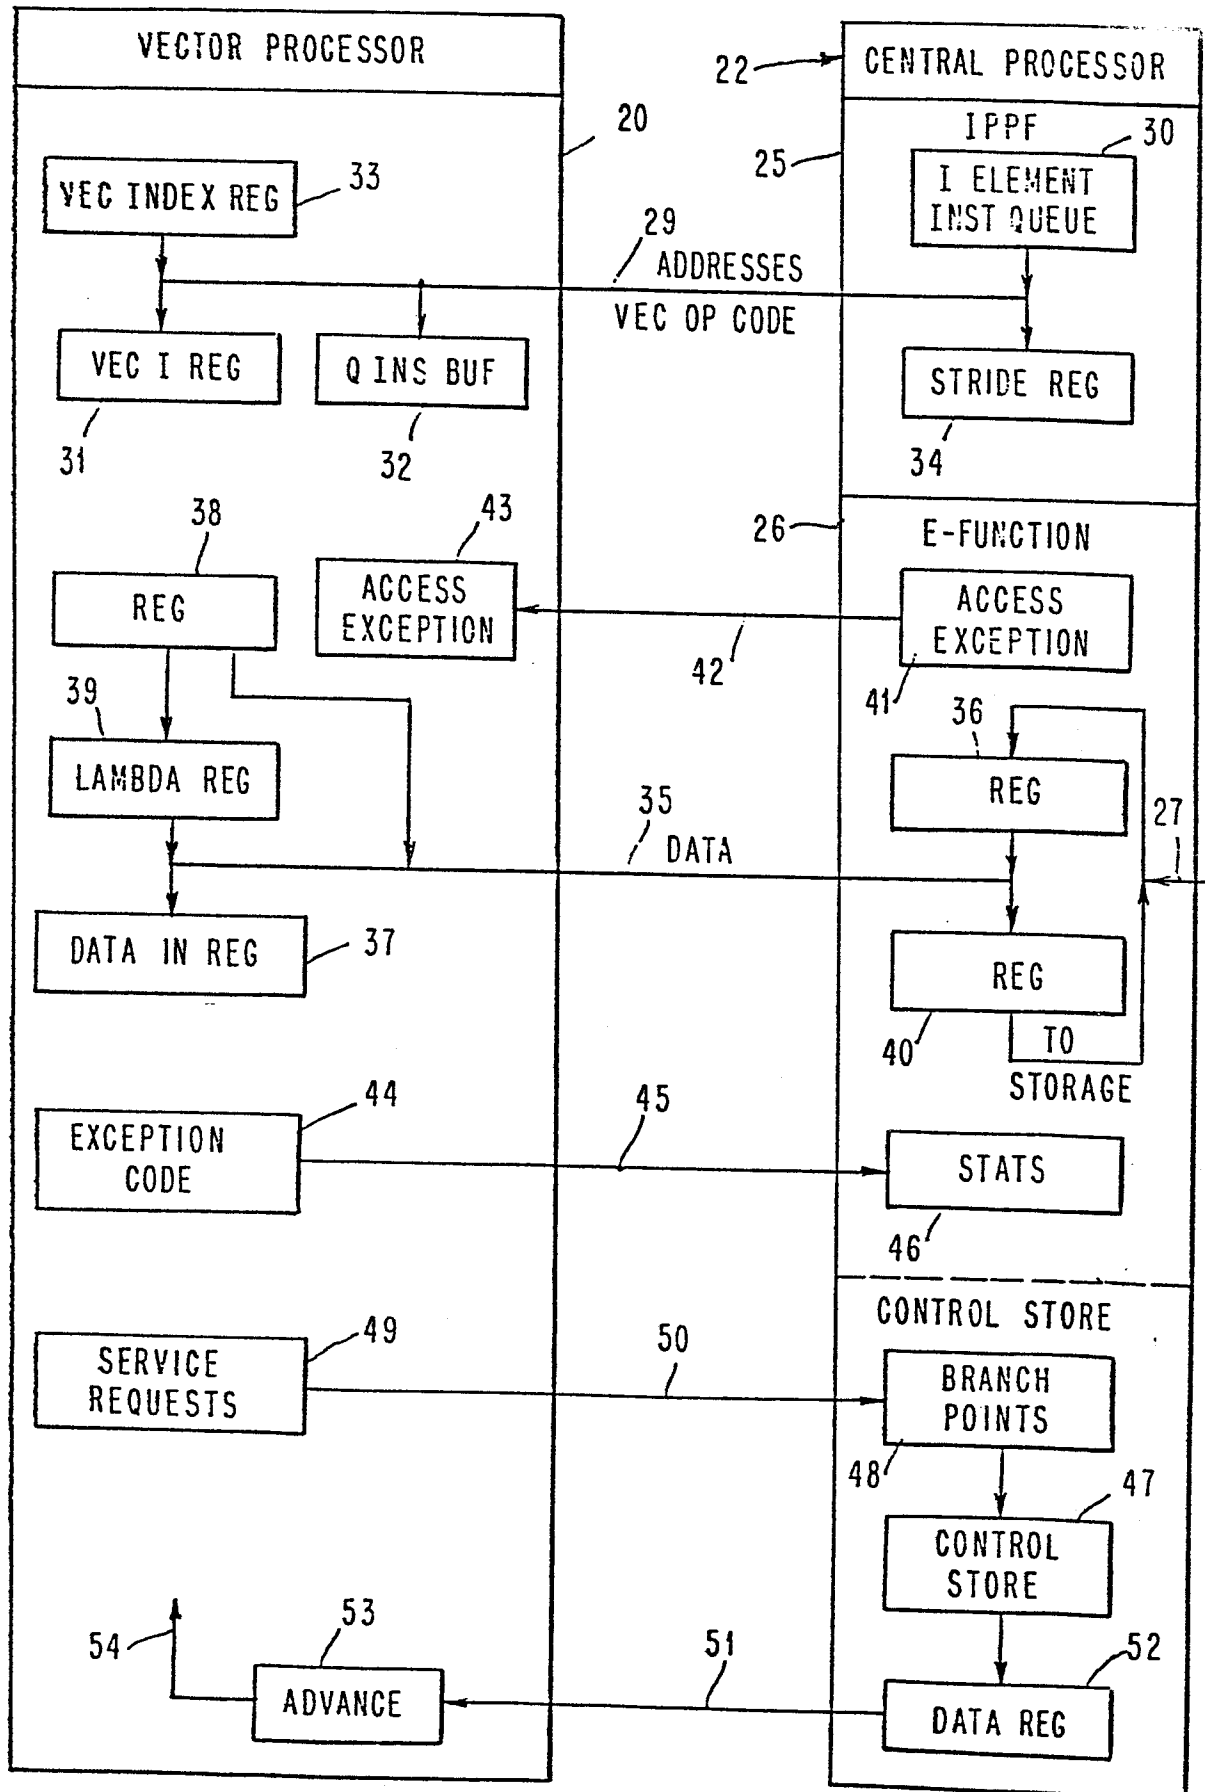 VECTOR PROCESSOR
22
CENTRAL PROCESSOR
20
25
IPPF
30
VEC INDEX REG
33
I ELEMENT
INST QUEUE
29
ADDRESSES
VEC OP CODE
VEC I REG
Q INS BUF
STRIDE REG
31
32
34
38
43
26
E-FUNCTION
REG
ACCESS
EXCEPTION
ACCESS
EXCEPTION
42
41
39
36
LAMBDA REG
REG
35
DATA
27
DATA IN REG
37
REG
40
TO
STORAGE
44
45
EXCEPTION
CODE
STATS
46
CONTROL STORE
49
50
SERVICE
REQUESTS
BRANCH
POINTS
48
47
CONTROL
STORE
54
53
51
52
ADVANCE
DATA REG